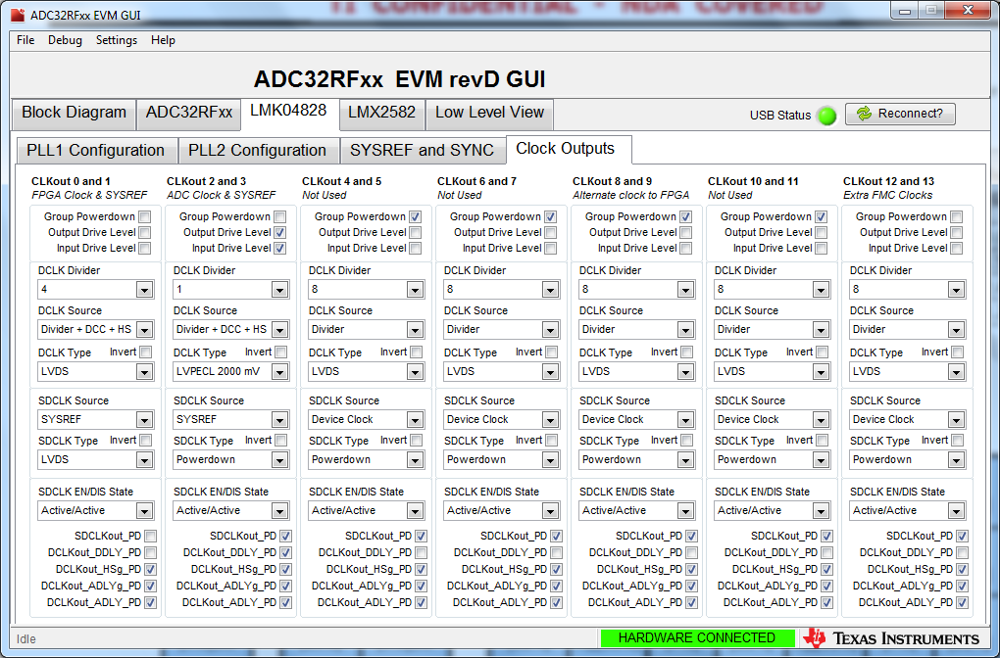 TI CONFIDENTIAL - NDA COVERED
ADC32RFxx EVM GUI
File Debug Settings Help
ADC32RFxx EVM revD GUI
Block Diagram ADC32RFxx LMK04828 LMX2582 Low Level View USB Status Reconnect?
PLL1 Configuration PLL2 Configuration SYSREF and SYNC Clock Outputs
CLKout 0 and 1 CLKout 2 and 3 CLKout 4 and 5 CLKout 6 and 7 CLKout 8 and 9 CLKout 10 and 11 CLKout 12 and 13
FPGA Clock & SYSREF ADC Clock & SYSREF Not Used Not Used Alternate clock to FPGA Not Used Extra FMC Clocks
Group Powerdown Group Powerdown Group Powerdown Group Powerdown Group Powerdown Group Powerdown Group Powerdown
Output Drive Level Output Drive Level Output Drive Level Output Drive Level Output Drive Level Output Drive Level Output Drive Level
Input Drive Level Input Drive Level Input Drive Level Input Drive Level Input Drive Level Input Drive Level Input Drive Level
DCLK Divider DCLK Divider DCLK Divider DCLK Divider DCLK Divider DCLK Divider DCLK Divider
4 1 8 8 8 8 8
DCLK Source DCLK Source DCLK Source DCLK Source DCLK Source DCLK Source DCLK Source
Divider + DCC + HS Divider + DCC + HS Divider Divider Divider Divider Divider
DCLK Type Invert DCLK Type Invert DCLK Type Invert DCLK Type Invert DCLK Type Invert DCLK Type Invert DCLK Type Invert
LVDS LVPECL 2000 mV LVDS LVDS LVDS LVDS LVDS
SDCLK Source SDCLK Source SDCLK Source SDCLK Source SDCLK Source SDCLK Source SDCLK Source
SYSREF SYSREF Device Clock Device Clock Device Clock Device Clock Device Clock
SDCLK Type Invert SDCLK Type Invert SDCLK Type Invert SDCLK Type Invert SDCLK Type Invert SDCLK Type Invert SDCLK Type Invert
LVDS Powerdown Powerdown Powerdown Powerdown Powerdown Powerdown
SDCLK EN/DIS State SDCLK EN/DIS State SDCLK EN/DIS State SDCLK EN/DIS State SDCLK EN/DIS State SDCLK EN/DIS State SDCLK EN/DIS State
Active/Active Active/Active Active/Active Active/Active Active/Active Active/Active Active/Active
SDCLKout_PD SDCLKout_PD SDCLKout_PD SDCLKout_PD SDCLKout_PD SDCLKout_PD SDCLKout_PD
DCLKout_DDLY_PD DCLKout_DDLY_PD DCLKout_DDLY_PD DCLKout_DDLY_PD DCLKout_DDLY_PD DCLKout_DDLY_PD DCLKout_DDLY_PD
DCLKout_HSg_PD DCLKout_HSg_PD DCLKout_HSg_PD DCLKout_HSg_PD DCLKout_HSg_PD DCLKout_HSg_PD DCLKout_HSg_PD
DCLKout_ADLYg_PD DCLKout_ADLYg_PD DCLKout_ADLYg_PD DCLKout_ADLYg_PD DCLKout_ADLYg_PD DCLKout_ADLYg_PD DCLKout_ADLYg_PD
DCLKout_ADLY_PD DCLKout_ADLY_PD DCLKout_ADLY_PD DCLKout_ADLY_PD DCLKout_ADLY_PD DCLKout_ADLY_PD DCLKout_ADLY_PD
Idle HARDWARE CONNECTED TEXAS INSTRUMENTS